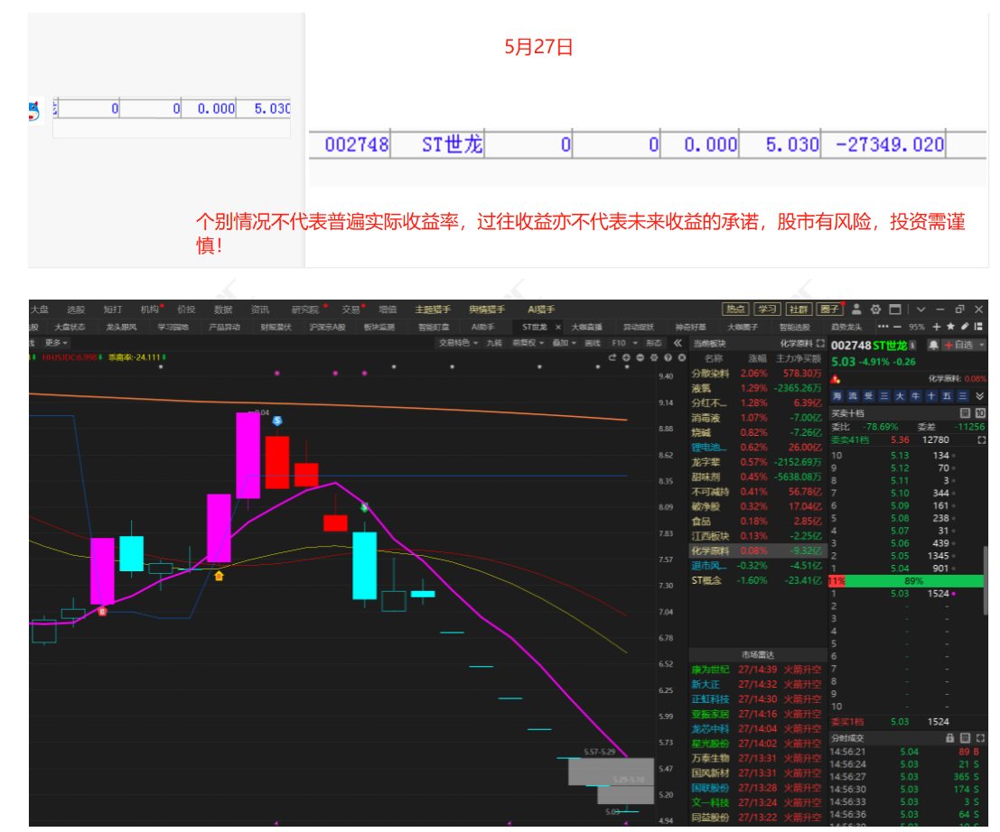 5月27日
0 0 0.000 5.030
002748 ST世龙 0 0 0.000 5.030 -27349.020
个别情况不代表普遍实际收益率，过往收益亦不代表未来收益的承诺，股市有风险，投资需谨
慎！
大盘 选股 短打 机构 价投 数据 资讯 研究院 交易 增值 主题猎手 舆情猎手 AI猎手 热点 学习 社群 圈子
大盘状态 龙头跟风 学习园地 产品异动 财报潜伏 沪深京A股 板块监测 智能盯盘 AI助手 ST世龙 × 大咖直播 异动捉妖 神奇好基 大咖圈子 智能选股 趋势龙头 ••• 95%
更多 交易特色 九转 前复权 叠加 画线 F10 形态 当前板块 化学原料
乖离率:-24.111
9.40
9.14
8.88
8.62
8.35
8.09
7.83
7.57
7.30
7.04
6.78
6.52
6.25
5.99
5.73
5.47
5.20
4.94
9.04
S
S
5.57-5.29
5.29-5.10
5.03
名称 涨幅 主力净买额
分散染料 2.06% 578.30万
液氯 1.29% -2365.26万
分红不... 1.28% 6.39亿
消毒液 1.07% -7.00亿
烧碱 0.82% -7.26亿
锂电池... 0.62% 26.00亿
龙字辈 0.57% -2152.69万
甜味剂 0.45% -5638.08万
不可减持 0.41% 56.78亿
破净股 0.32% 17.04亿
食品 0.18% 2.85亿
江西板块 0.13% -2.25亿
化学原料 0.08% -9.32亿
退市风... -0.32% -4.51亿
ST概念 -1.60% -23.41亿
市场雷达
康为世纪 27/14:39 火箭升空
新大正 27/14:32 火箭升空
正虹科技 27/14:30 火箭升空
亚振家居 27/14:16 火箭升空
龙芯中科 27/14:04 火箭升空
星光股份 27/14:02 火箭升空
万泰生物 27/13:31 火箭升空
国风新材 27/13:31 火箭升空
国联股份 27/13:28 火箭升空
文一科技 27/13:24 火箭升空
同益股份 27/13:22 火箭升空
002748 ST世龙 自选
5.03 -4.91% -0.26
化学原料: 0.08%
海 流 受 三 大 牛 十 五 三
买卖十档 10
委比 -78.69% 委差 -11256
委卖41档 5.36 12780
10 5.13 134
9 5.12 70
8 5.11 3
7 5.10 344
6 5.09 161
5 5.08 238
4 5.07 31
3 5.06 439
2 5.05 1345
1 5.04 901
11% 89%
1 5.03 1524
2 - -
3 - -
4 - -
5 - -
6 - -
7 - -
8 - -
9 - -
10 - -
委买1档 5.03 1524
分时成交
14:56:21 5.04 89 B
14:56:24 5.03 21 S
14:56:27 5.03 365 S
14:56:30 5.03 174 S
14:56:33 5.03 3 S
14:56:36 5.03 64 S